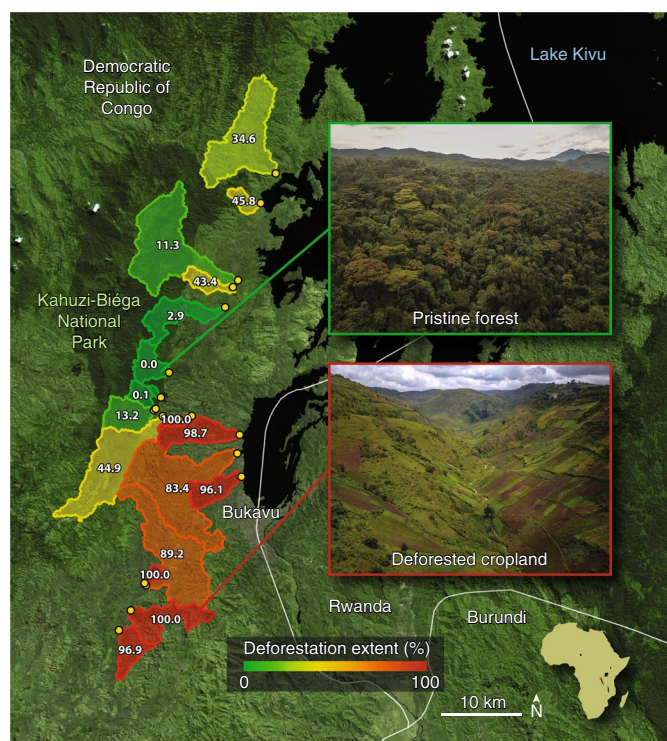 Democratic
Republic of
Congo
Lake Kivu
34.6
45.8
11.3
43.4
Kahuzi-Biéga
National
Park
2.9
Pristine forest
0.0
0.1
13.2
100.0
98.7
44.9
83.4
96.1
Bukavu
Deforested cropland
89.2
100.0
Rwanda
100.0
Burundi
96.9
Deforestation extent (%)
0
100
10 km
N